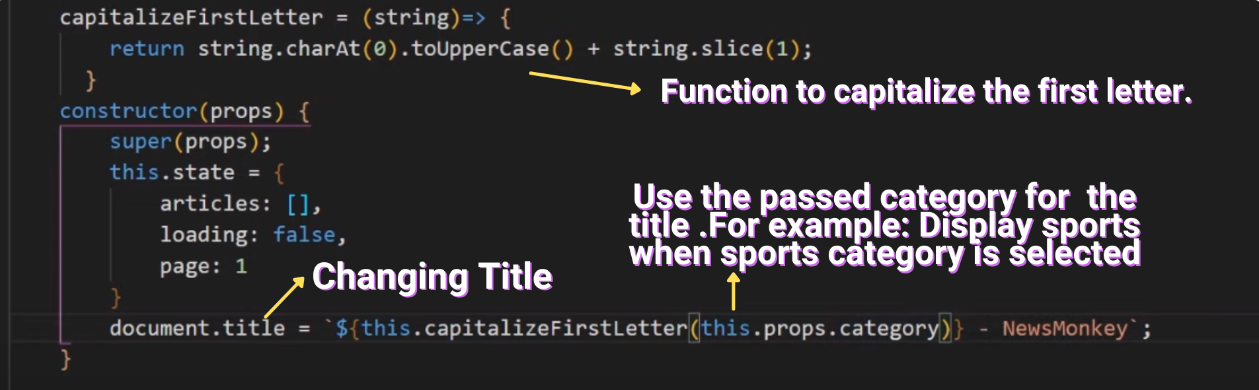 capitalizeFirstLetter = (string)=> {
return string.charAt(0).toUpperCase() + string.slice(1);
}
Function to capitalize the first letter.
constructor(props) {
super(props);
this.state = {
articles: [],
loading: false,
page: 1
}
Use the passed category for the
title .For example: Display sports
when sports category is selected
Changing Title
document.title = `${this.capitalizeFirstLetter(this.props.category)} - NewsMonkey`;
}